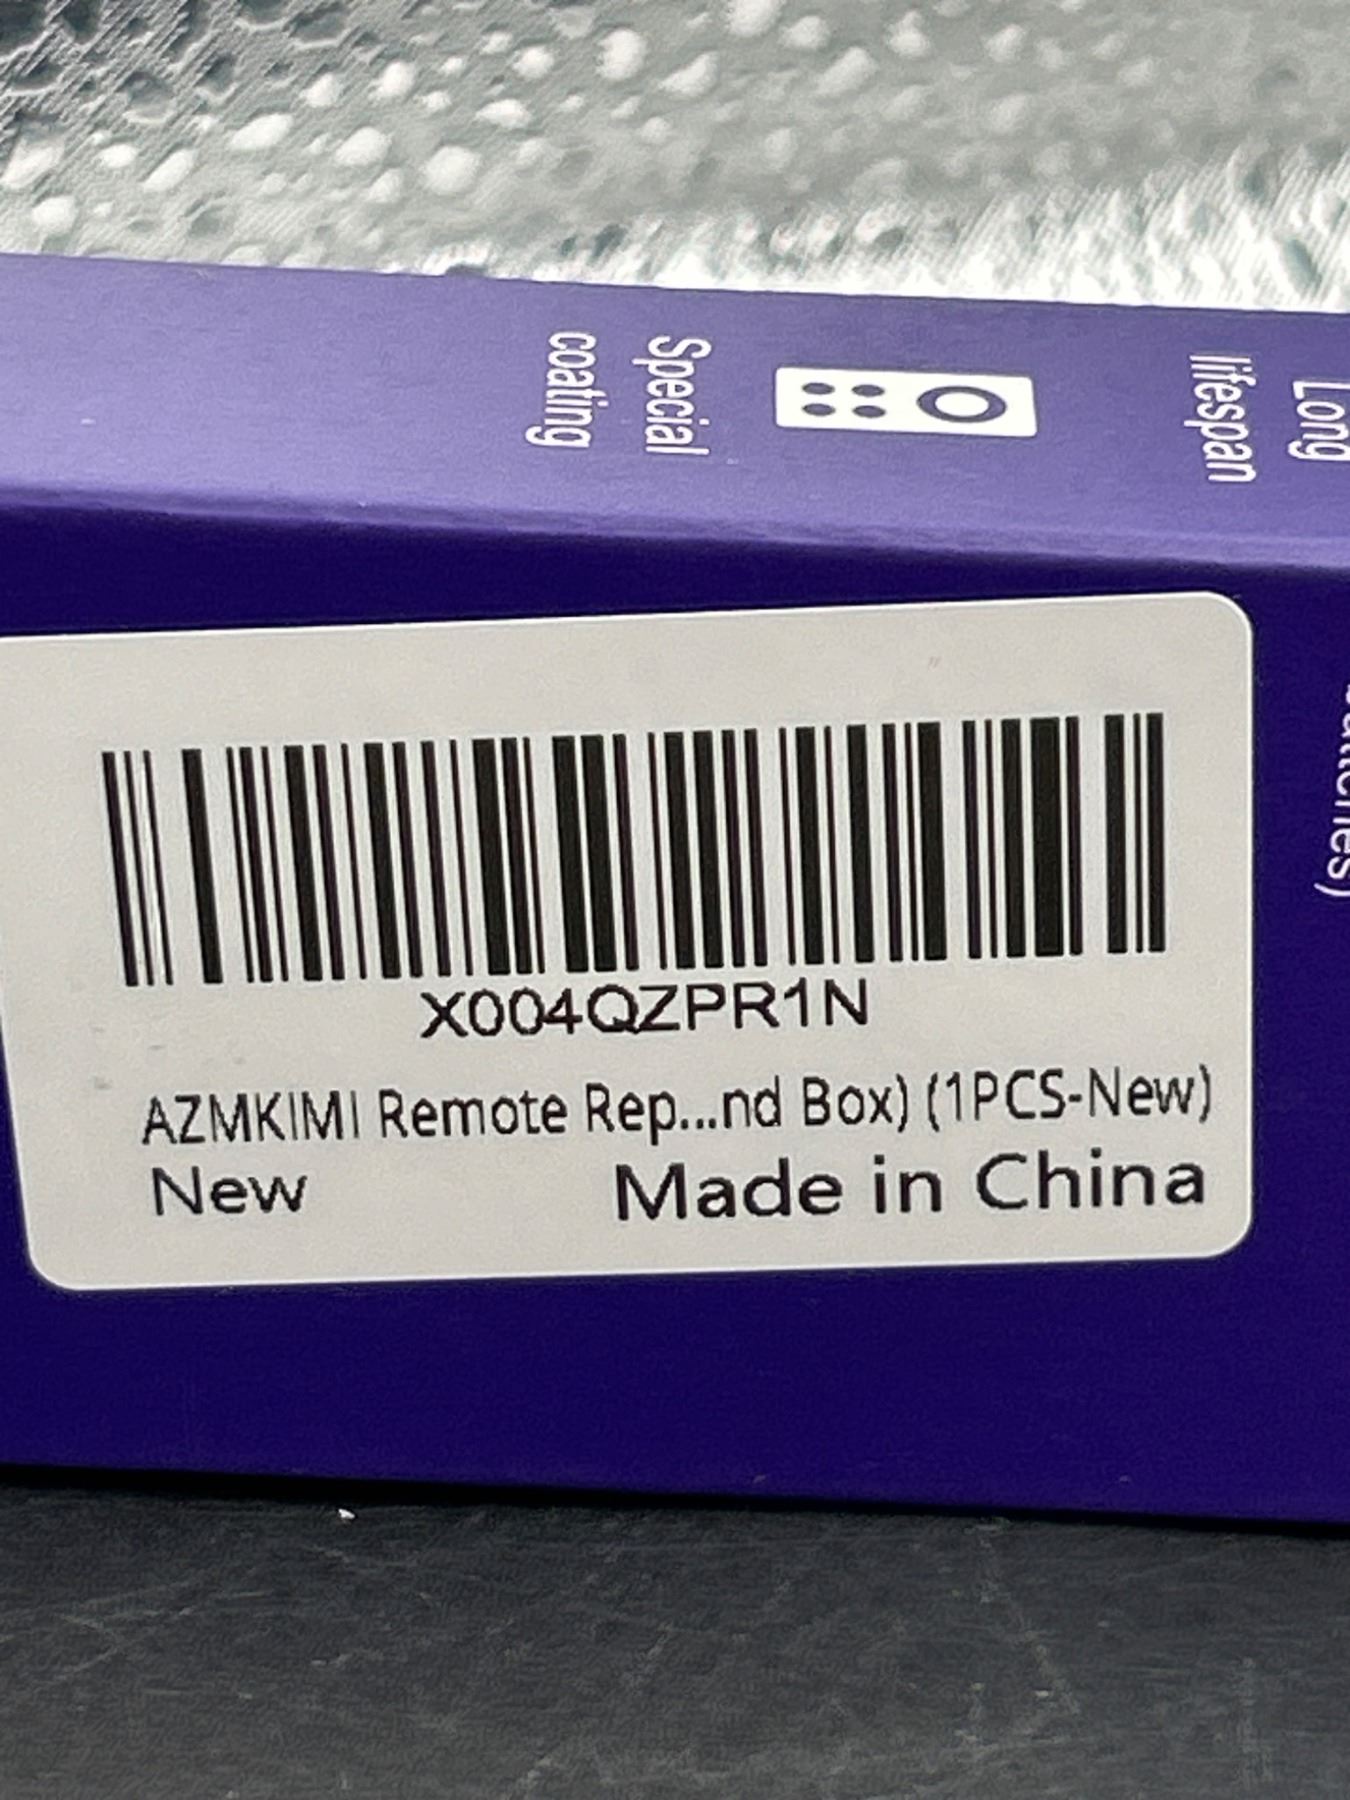 Special
coating
Long
lifespan
X004QZPR1N
AZMKIMI Remote Rep...nd Box) (1PCS-New)
New
Made in China